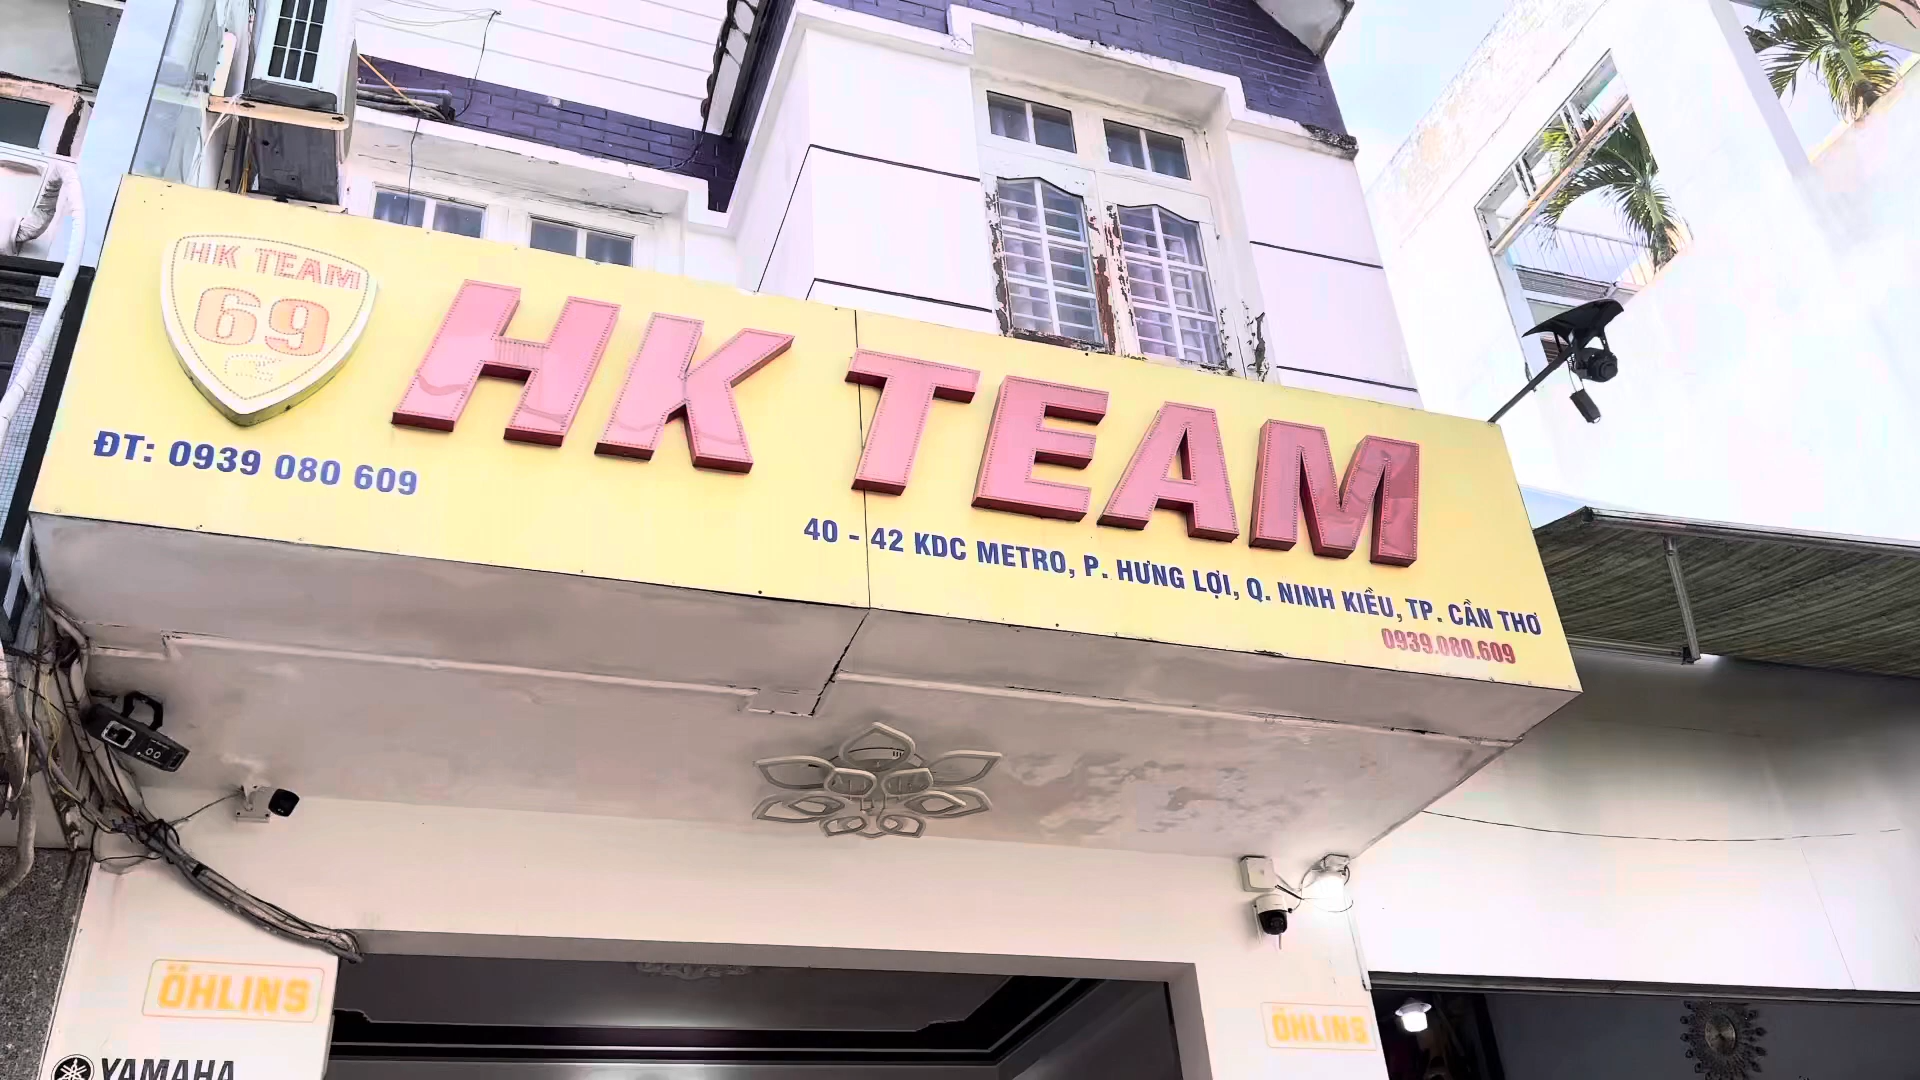 HK TEAM
69
HK TEAM
ĐT: 0939 080 609
40 - 42 KDC METRO, P. HƯNG LỢI, Q. NINH KIỀU, TP. CẦN THƠ
0939.080.609
ÖHLINS
ÖHLINS
YAMAHA